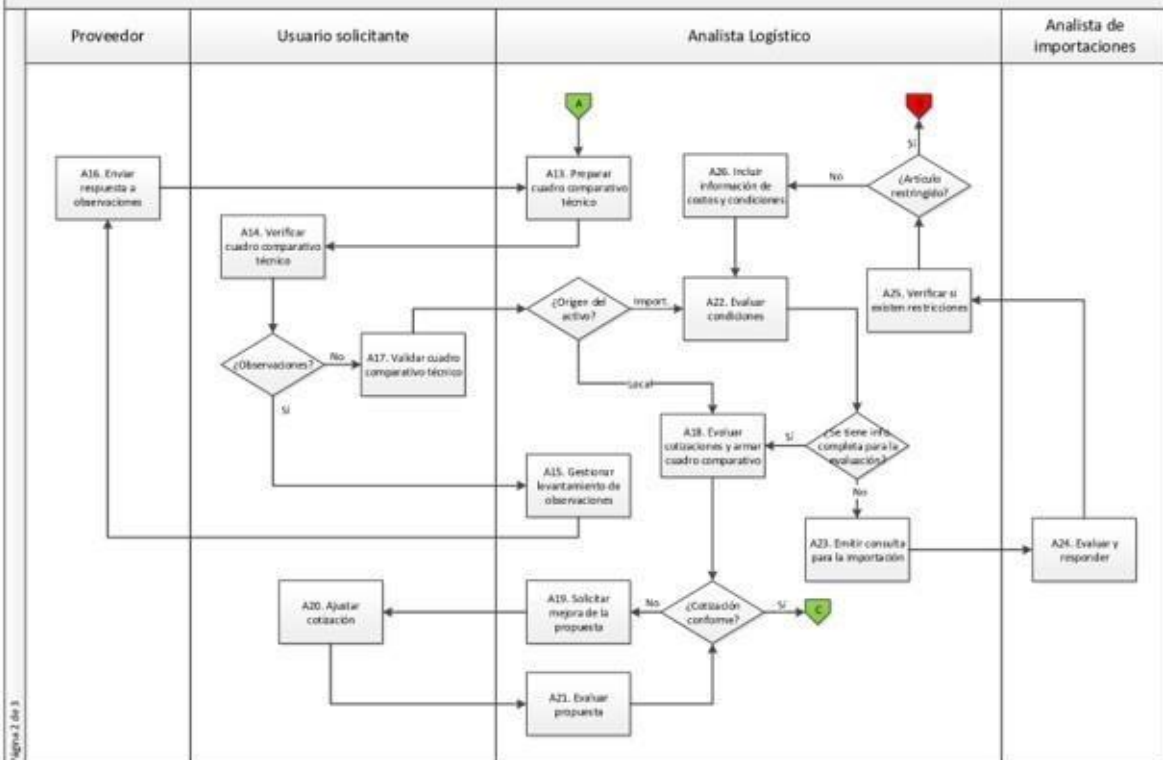 Proveedor
Usuario solicitante
Analista Logístico
Analista de
importaciones
A
A16. Enviar
respuesta a
observaciones
A13. Preparar
cuadro comparativo
técnico
A26. Incluir
información de
costos y condiciones
No
Sí
¿Artículo
restringido?
A14. Verificar
cuadro comparativo
técnico
¿Origen del
activo?
Import.
A22. Evaluar
condiciones
A25. Verificar si
existen restricciones
¿Observaciones?
No
A17. Validar cuadro
comparativo técnico
Local
Sí
A18. Evaluar
cotizaciones y armar
cuadro comparativo
Sí
¿Se tiene info.
completa para la
evaluación?
A15. Gestionar
levantamiento de
observaciones
No
A23. Emitir consulta
para la importación
A24. Evaluar y
responder
A20. Ajustar
cotización
A19. Solicitar
mejora de la
propuesta
No
¿Cotización
conforme?
Sí
C
A21. Evaluar
propuesta
Página 2 de 3